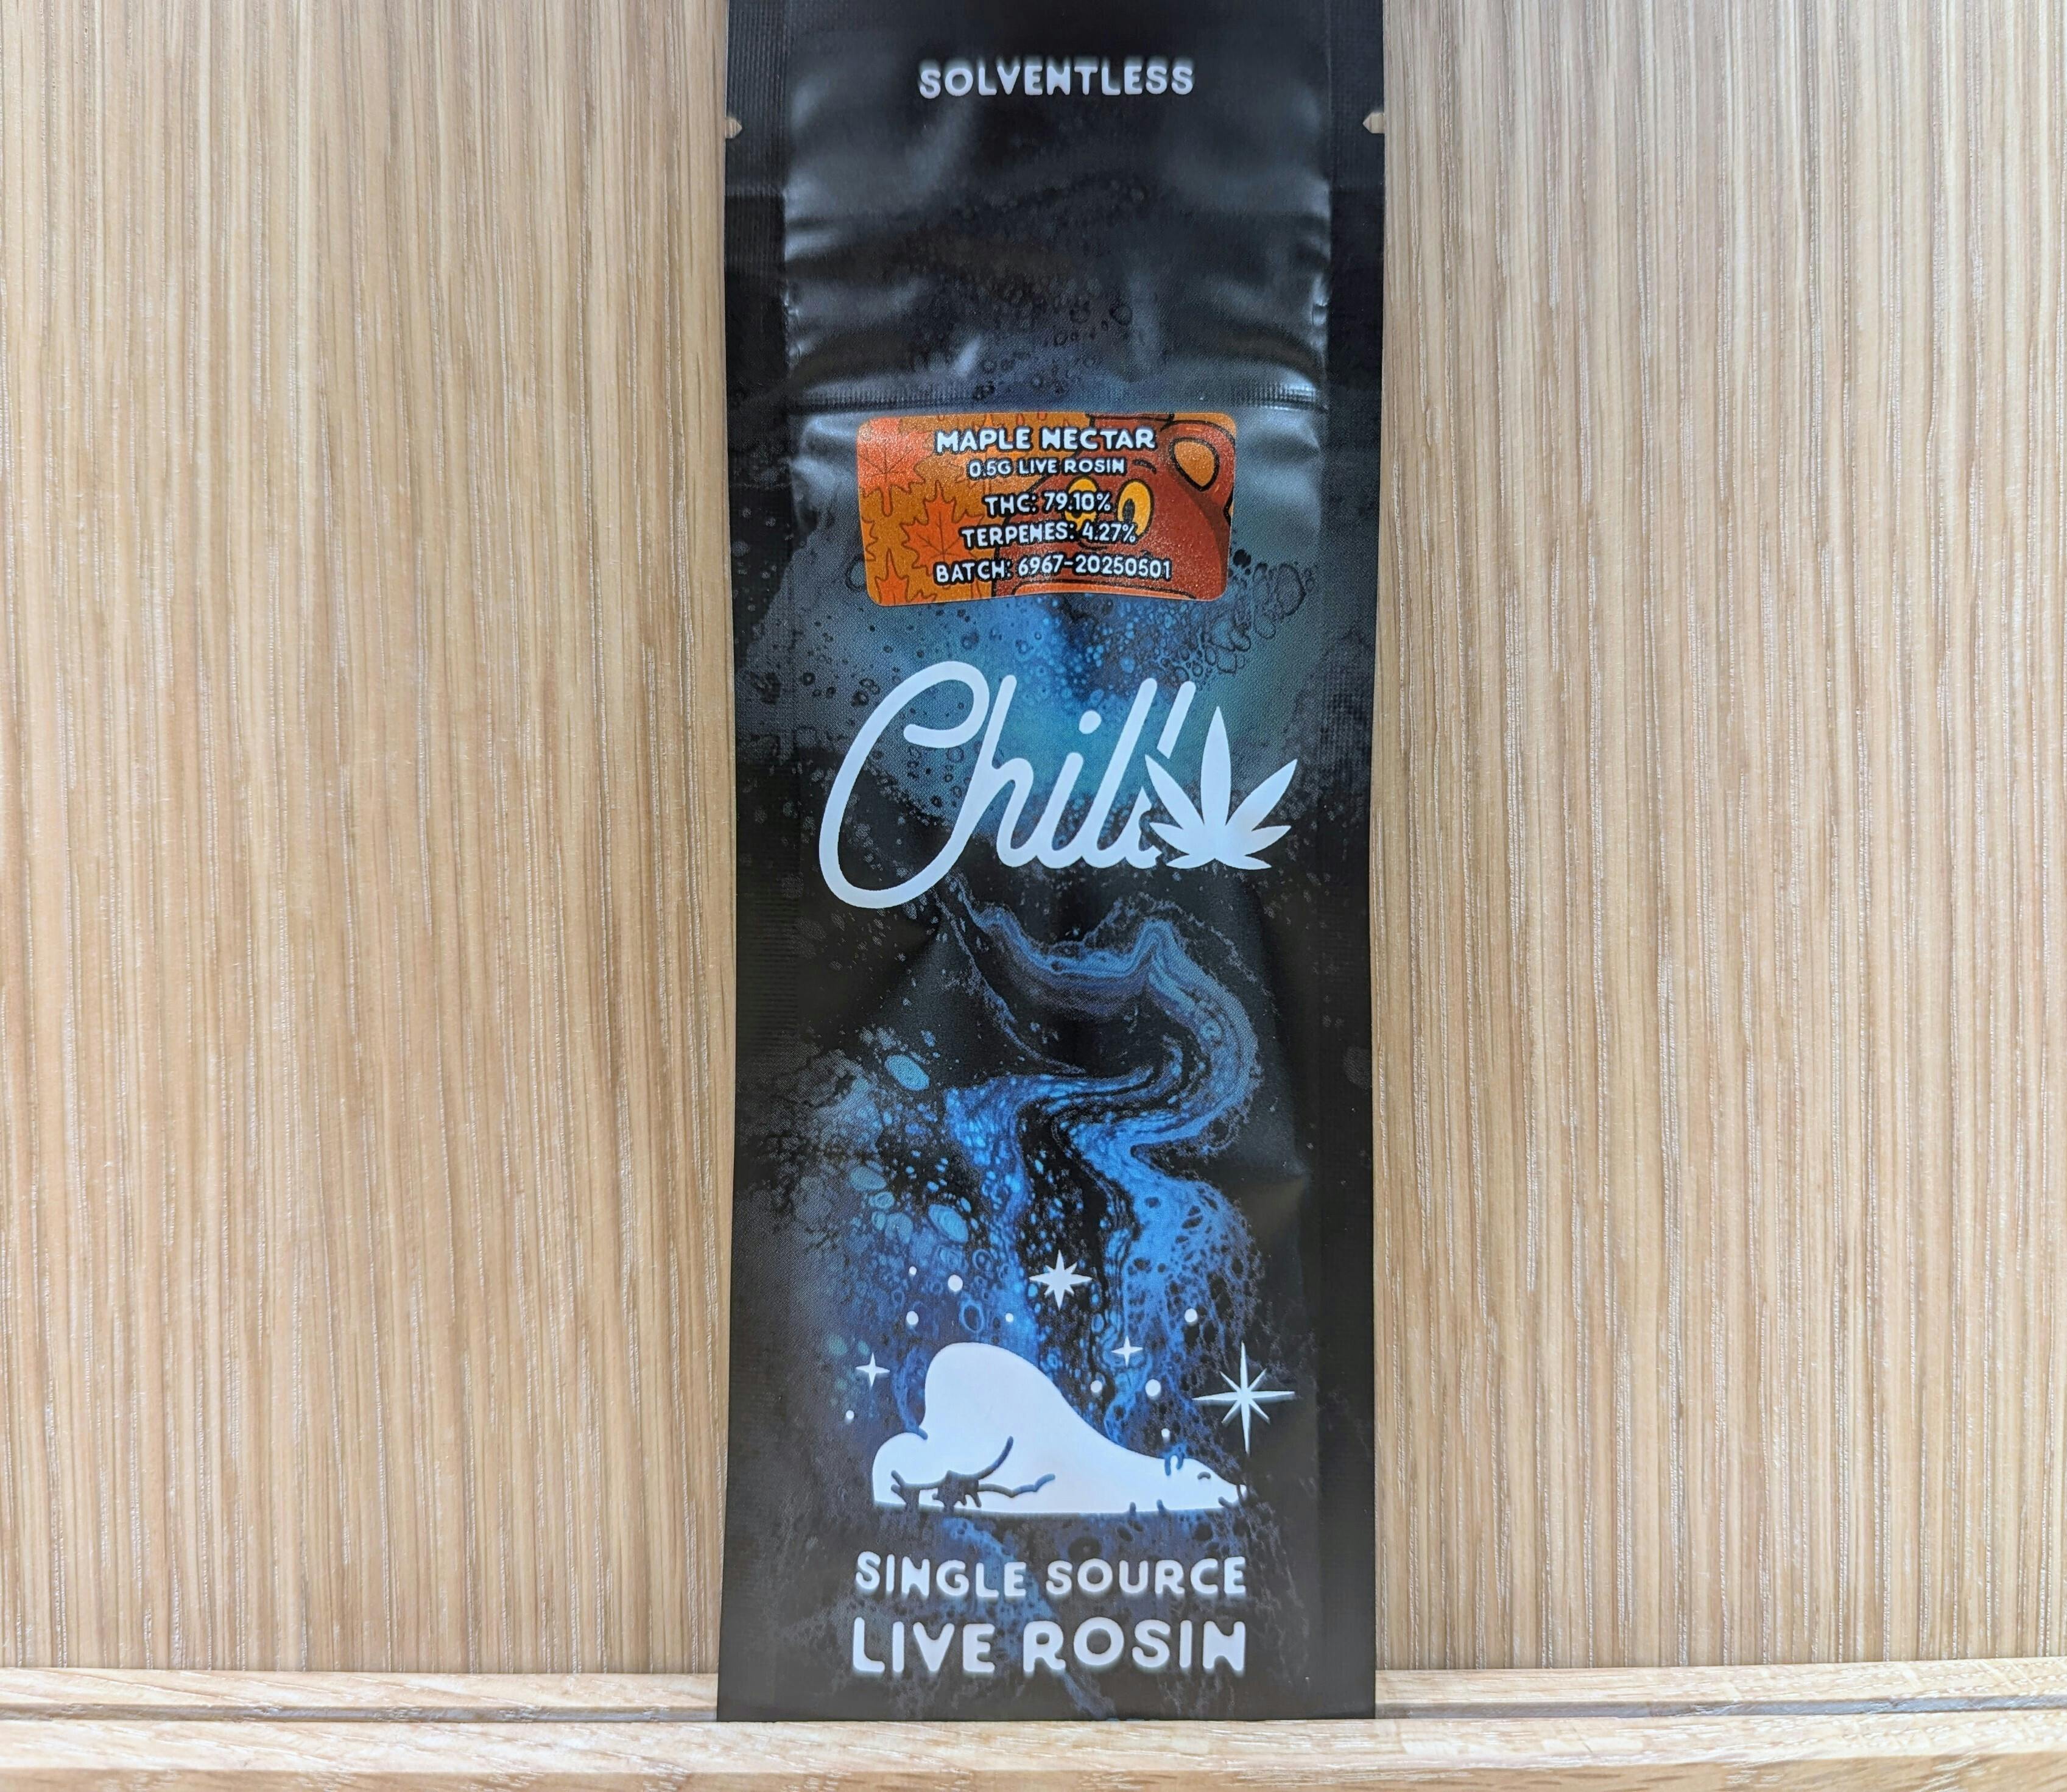 SOLVENTLESS
MAPLE NECTAR
0.5G LIVE ROSIN
THC: 79.10%
TERPENES: 4.27%
BATCH: 6967-20250501
Chill
SINGLE SOURCE
LIVE ROSIN